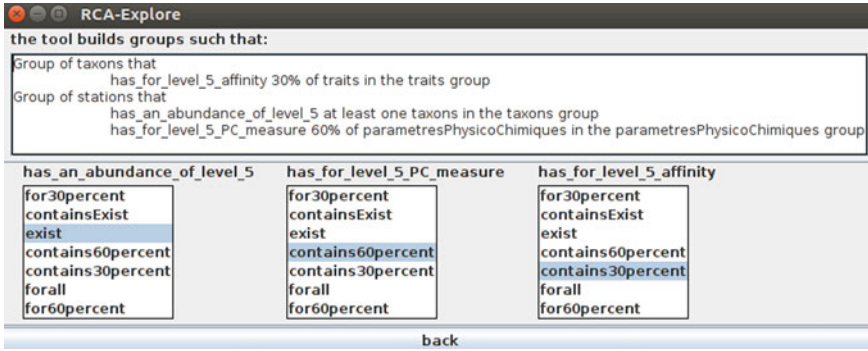 RCA-Explore
the tool builds groups such that:
Group of taxons that
has_for_level_5_affinity 30% of traits in the traits group
Group of stations that
has_an_abundance_of_level_5 at least one taxons in the taxons group
has_for_level_5_PC_measure 60% of parametresPhysicoChimiques in the parametresPhysicoChimiques group
has_an_abundance_of_level_5 has_for_level_5_PC_measure has_for_level_5_affinity
for30percent for30percent for30percent
containsExist containsExist containsExist
exist exist exist
contains60percent contains60percent contains60percent
contains30percent contains30percent contains30percent
forall forall forall
for60percent for60percent for60percent
back